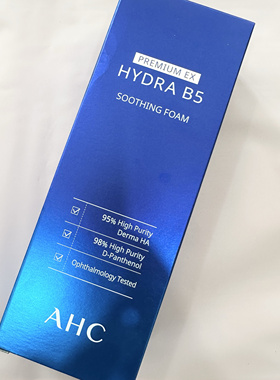 PREMIUM EX
HYDRA B5
SOOTHING FOAM
95% High Purity
Derma HA
98% High Purity
D-Panthenol
Ophthalmology Tested
AHC